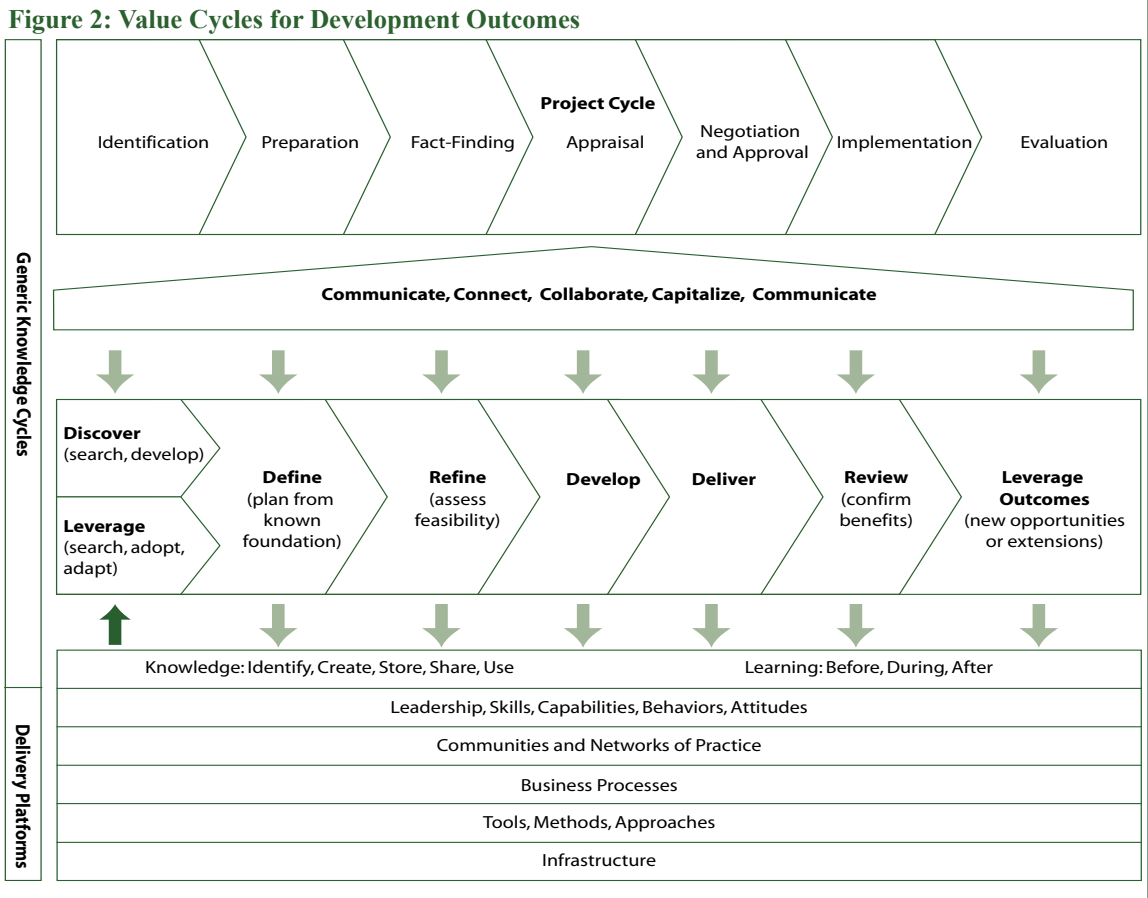 Figure 2: Value Cycles for Development Outcomes
Generic Knowledge Cycles
Project Cycle
Identification
Preparation
Fact-Finding
Appraisal
Negotiation
and Approval
Implementation
Evaluation
Communicate, Connect, Collaborate, Capitalize, Communicate
Discover
(search, develop)
Leverage
(search, adopt,
adapt)
Define
(plan from
known
foundation)
Refine
(assess
feasibility)
Develop
Deliver
Review
(confirm
benefits)
Leverage
Outcomes
(new opportunities
or extensions)
Knowledge: Identify, Create, Store, Share, Use
Learning: Before, During, After
Delivery Platforms
Leadership, Skills, Capabilities, Behaviors, Attitudes
Communities and Networks of Practice
Business Processes
Tools, Methods, Approaches
Infrastructure